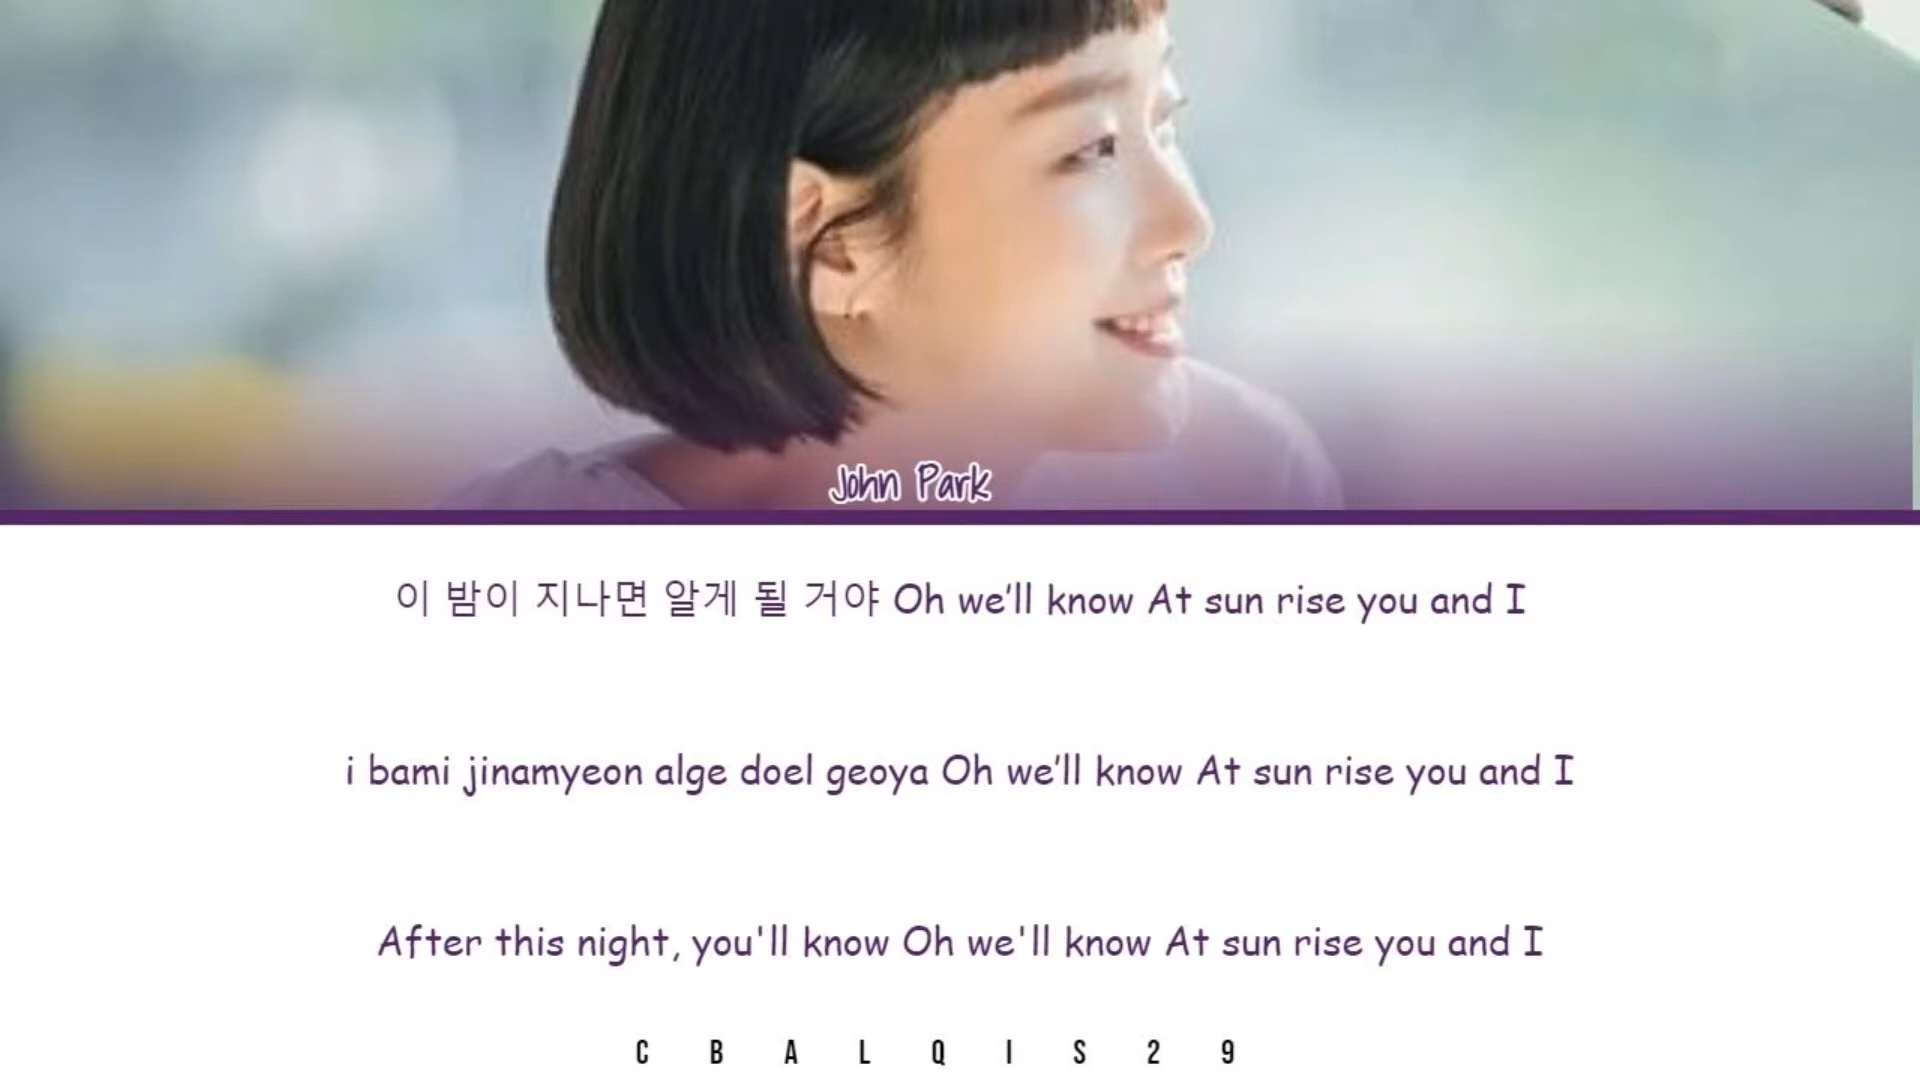 John Park
이 밤이 지나면 알게 될 거야 Oh we’ll know At sun rise you and I
i bami jinamyeon alge doel geoya Oh we’ll know At sun rise you and I
After this night, you'll know Oh we'll know At sun rise you and I
CBALQIS29